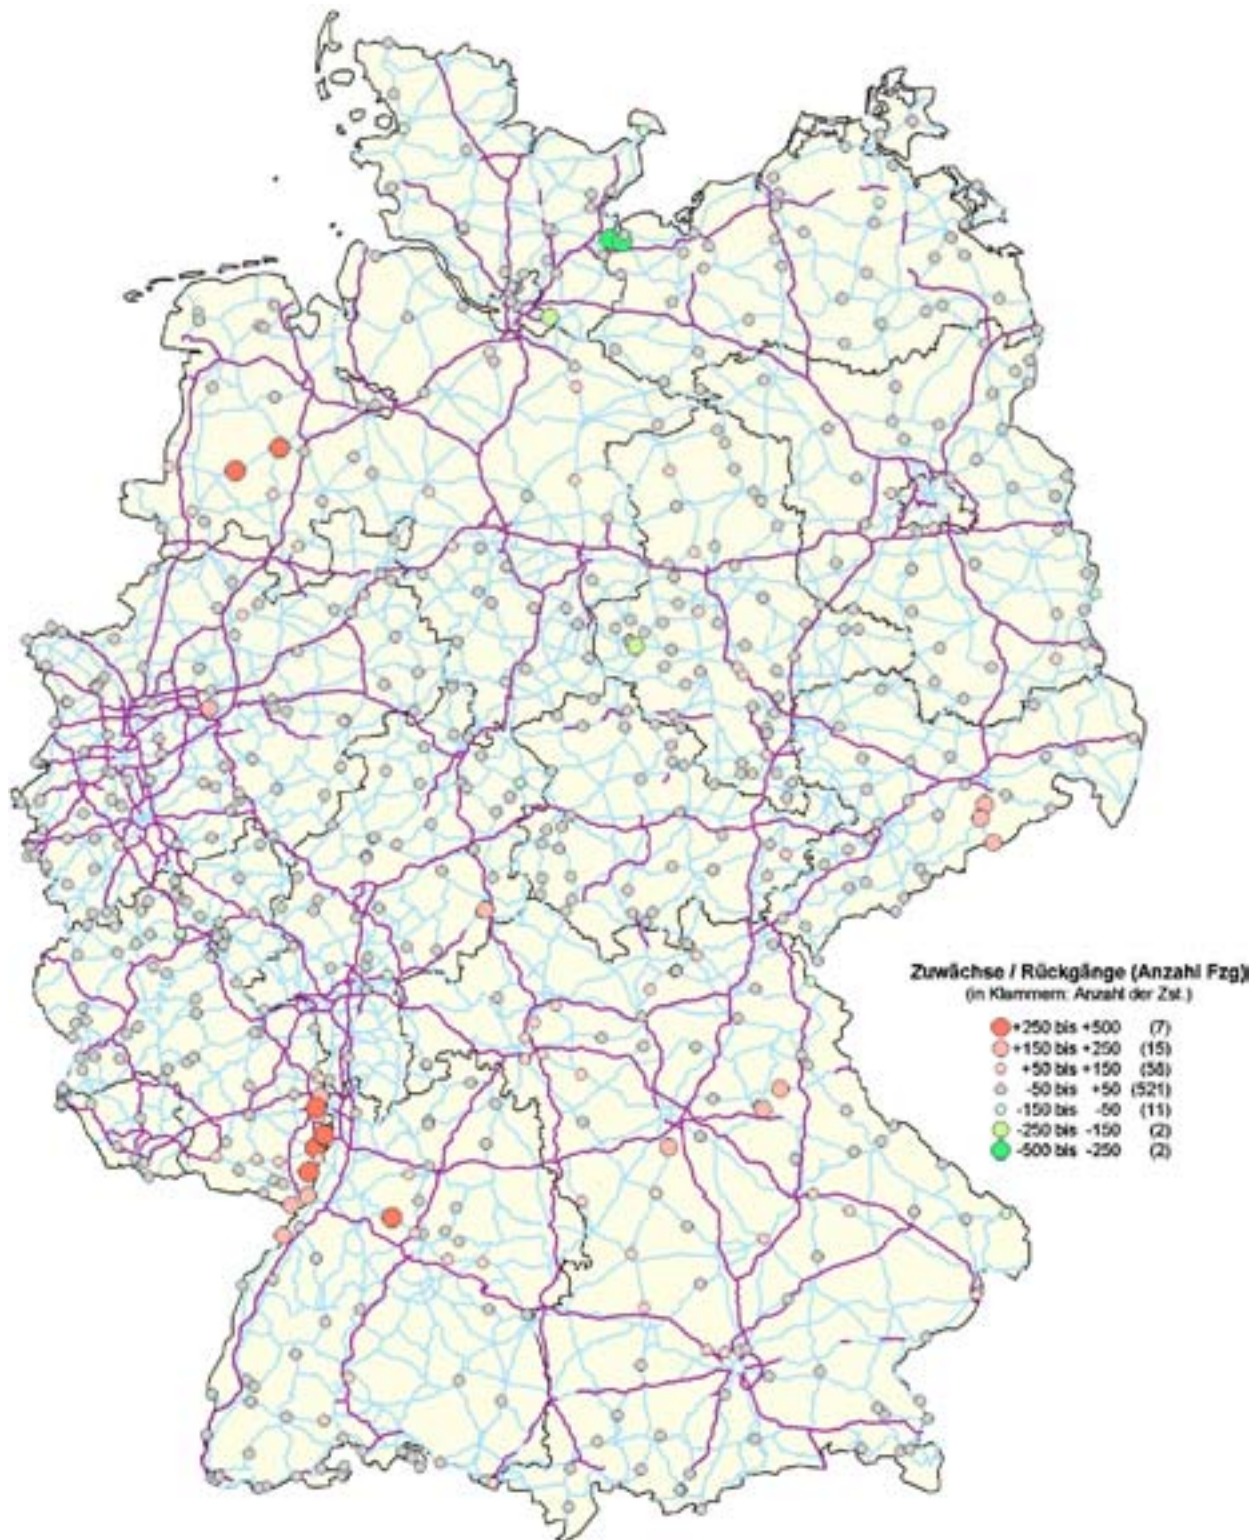 Zuwächse / Rückgänge (Anzahl Fzg)
(in Klammern: Anzahl der Zst.)
+250 bis +500 (7)
+150 bis +250 (15)
+50 bis +150 (38)
-50 bis +50 (521)
-150 bis -50 (11)
-250 bis -150 (2)
-500 bis -250 (2)